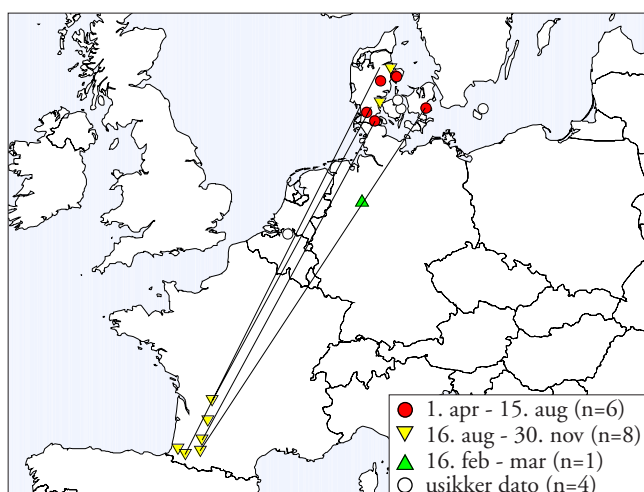 1. apr - 15. aug (n=6)
16. aug - 30. nov (n=8)
16. feb - mar (n=1)
usikker dato (n=4)